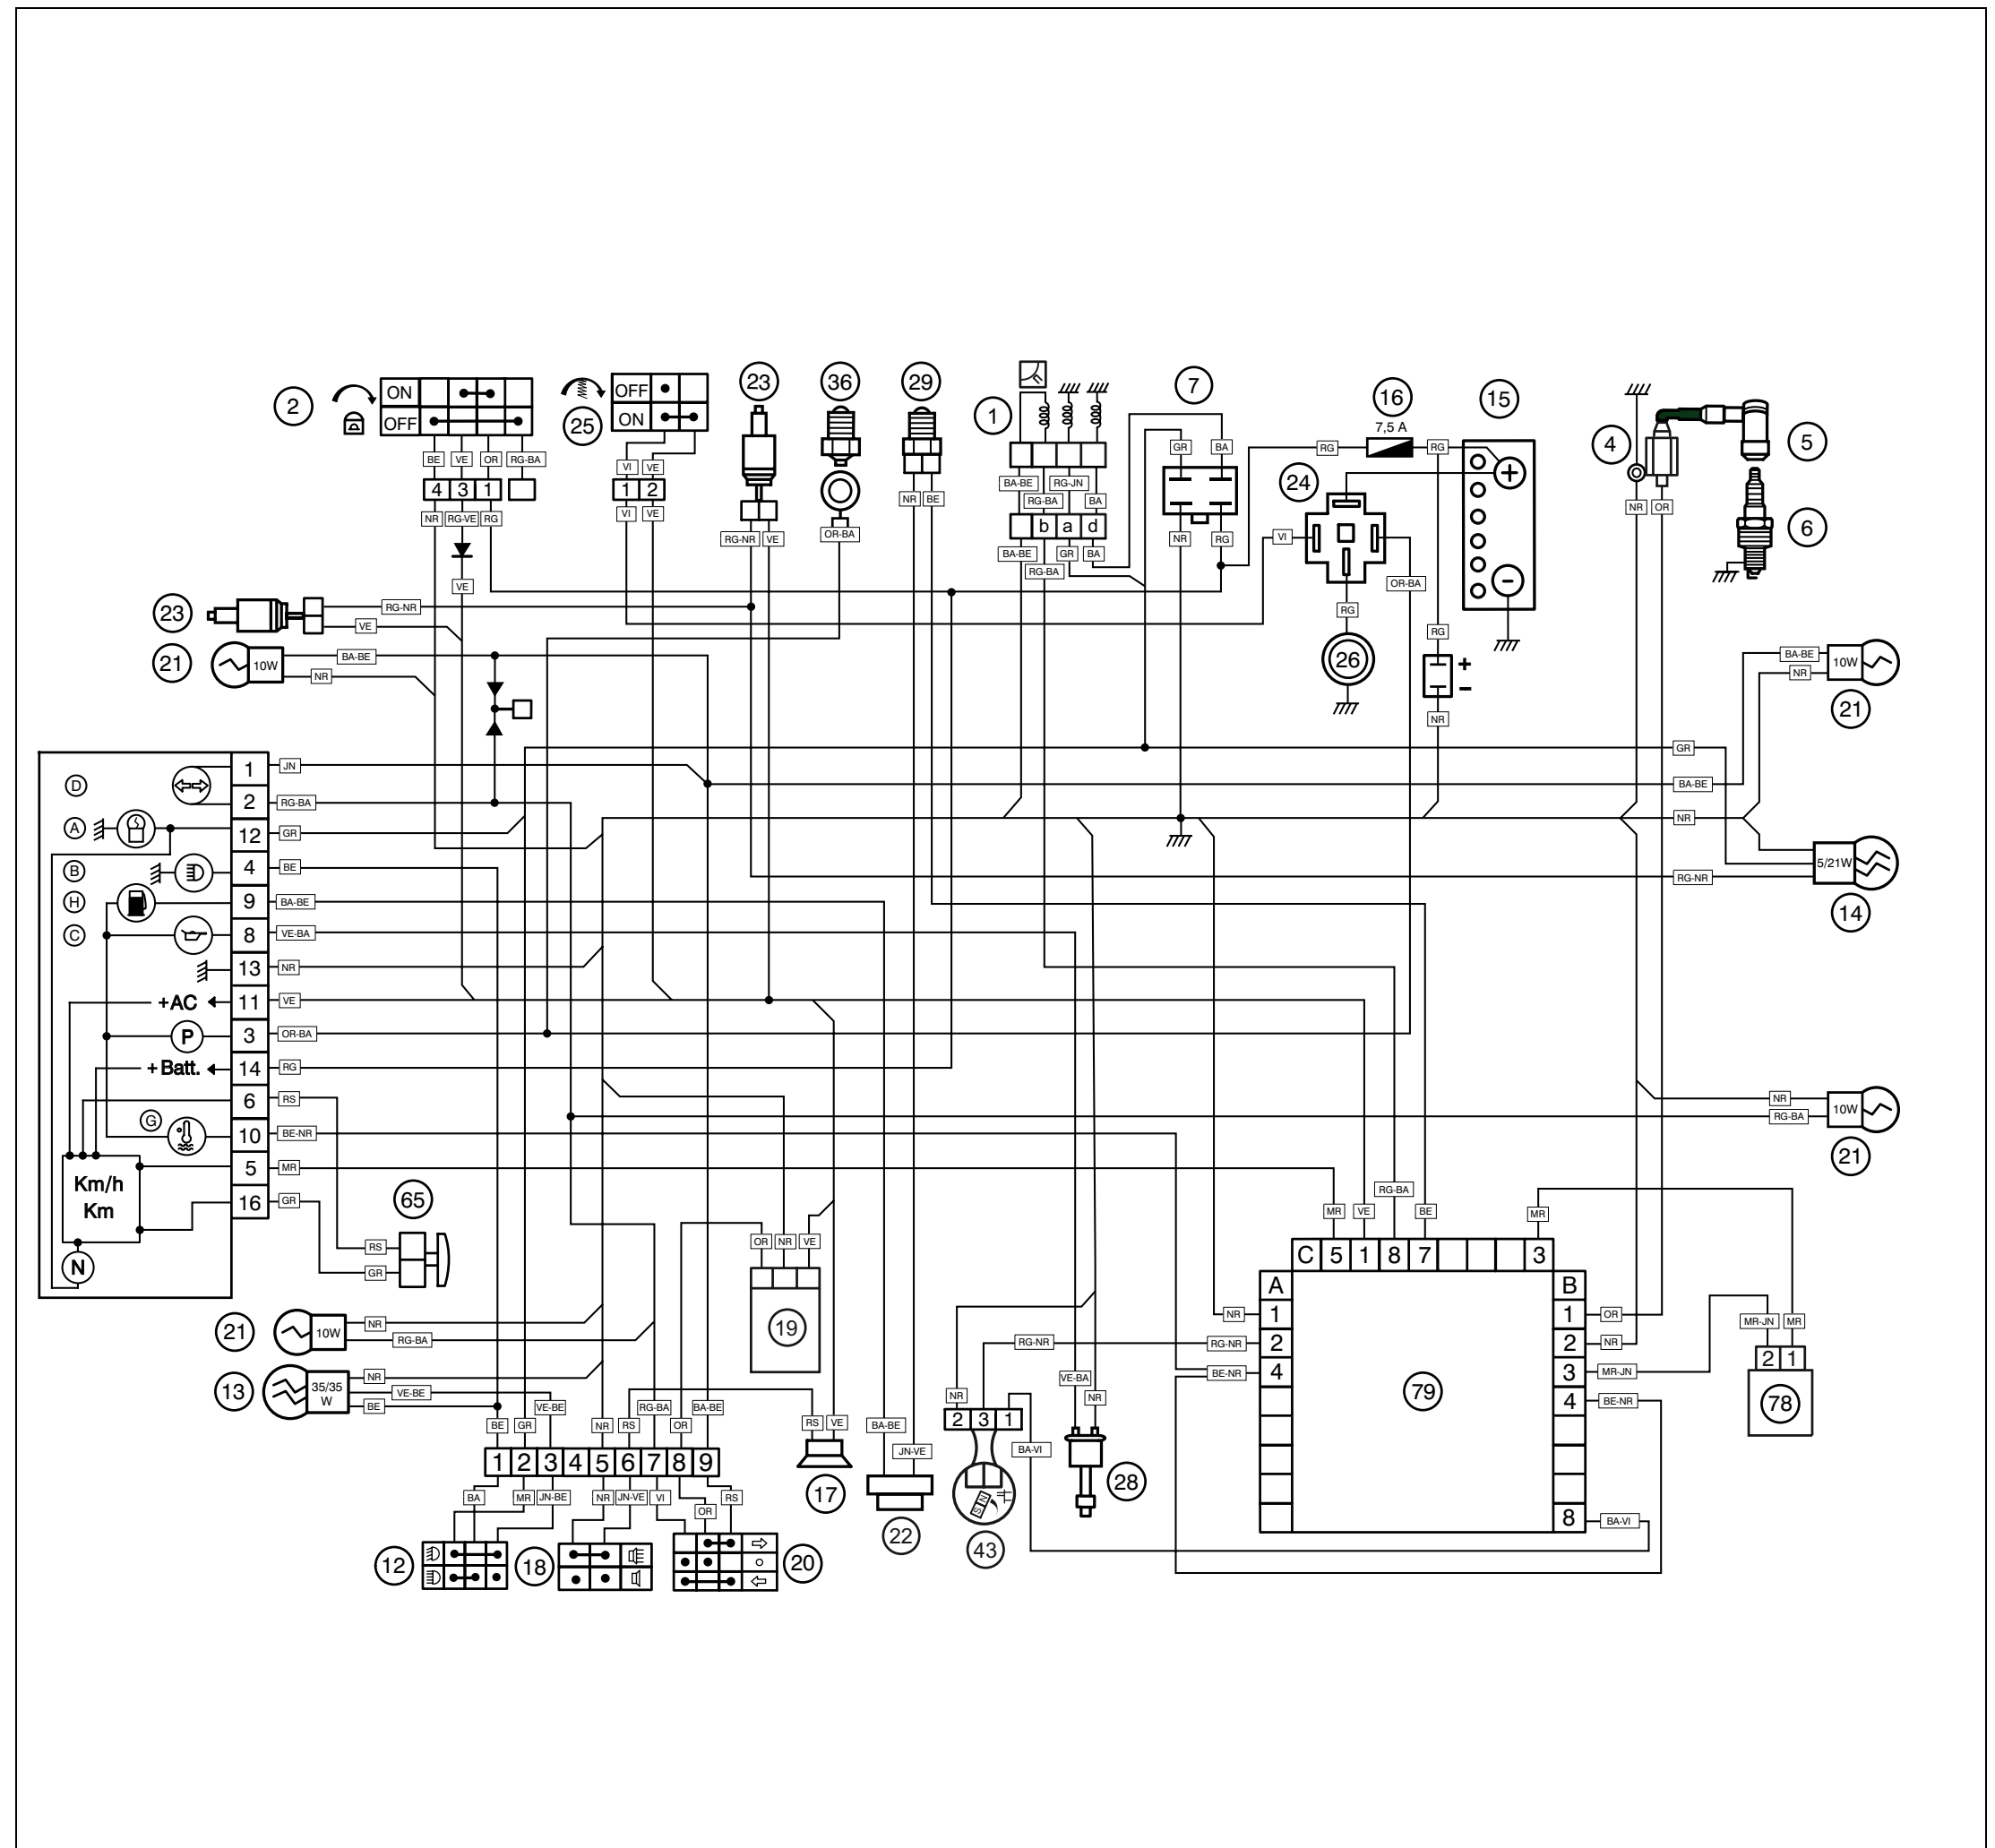 23 36 29 7 16 15
2 ON OFF
25 OFF ON
1
7,5 A
4 5
BE VE OR RG-BA
VI VE
GR BA
RG RG
24
4 3 1
1 2
NR BE
BA-BE RG-JN
RG-BA BA
+
NR RG-VE RG
VI VE
RG-NR VE
OR-BA
b a d
NR RG
VI
NR OR
6
BA-BE GR BA
RG-BA
VE
OR-BA
-
23 RG-NR
VE
RG
RG
21 10W BA-BE
NR
26
+
-
NR
BA-BE
NR
10W
21
GR
D 1 JN
2 RG-BA
BA-BE
A 12 GR
NR
B 4 BE
5/21W
RG-NR
H 9 BA-BE
14
C 8 VE-BA
13 NR
+AC 11 VE
P 3 OR-BA
+ Batt. 14 RG
6 RS
NR
RG-BA
10W
G 10 BE-NR
21
5 MR
Km/h
Km
16 GR
65
RG-BA
MR VE BE MR
RS
GR
N
OR NR VE
C 5 1 8 7 3
A B
21 10W NR
RG-BA
19
NR 1
1 OR
MR-JN MR
RG-NR RG-NR 2
2 NR
2 1
BE-NR 4
3 MR-JN
13 35/35
W
NR
VE-BE
BE
79
78
4 BE-NR
VE-BE
RG-BA
BA-BE
VE-BA
NR
NR
BE GR NR RS OR
RS VE
BA-BE
2 3 1
JN-VE
BA-VI
1 2 3 4 5 6 7 8 9
17
28
BA MR JN-BE NR JN-VE VI RS
OR
N
S
8 BA-VI
22
43
12 18 20